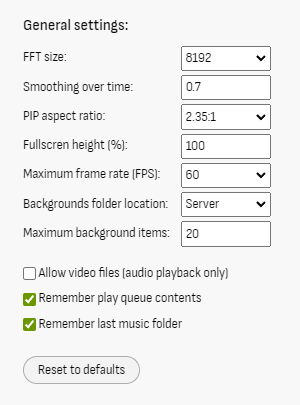 General settings:
FFT size: 8192
Smoothing over time: 0.7
PIP aspect ratio: 2.35:1
Fullscren height (%): 100
Maximum frame rate (FPS): 60
Backgrounds folder location: Server
Maximum background items: 20
Allow video files (audio playback only)
Remember play queue contents
Remember last music folder
Reset to defaults